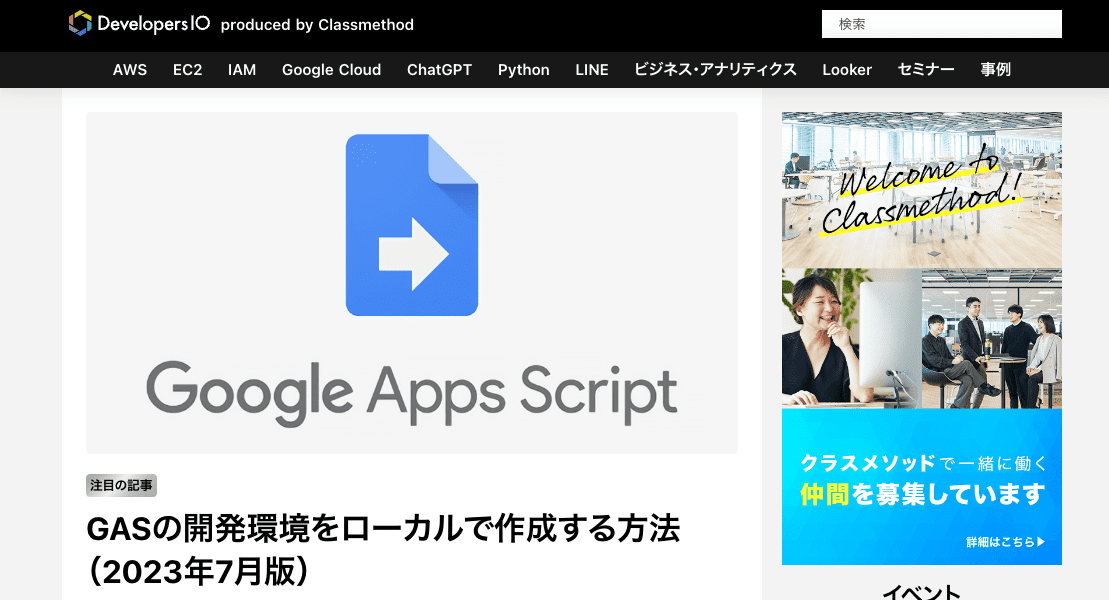 DevelopersIO produced by Classmethod
検索
AWS EC2 IAM Google Cloud ChatGPT Python LINE ビジネス・アナリティクス Looker セミナー 事例
Google Apps Script
注目の記事
GASの開発環境をローカルで作成する方法
（2023年7月版）
Welcome to
Classmethod!
クラスメソッドで一緒に働く
仲間を募集しています
詳細はこちら▶
イベント